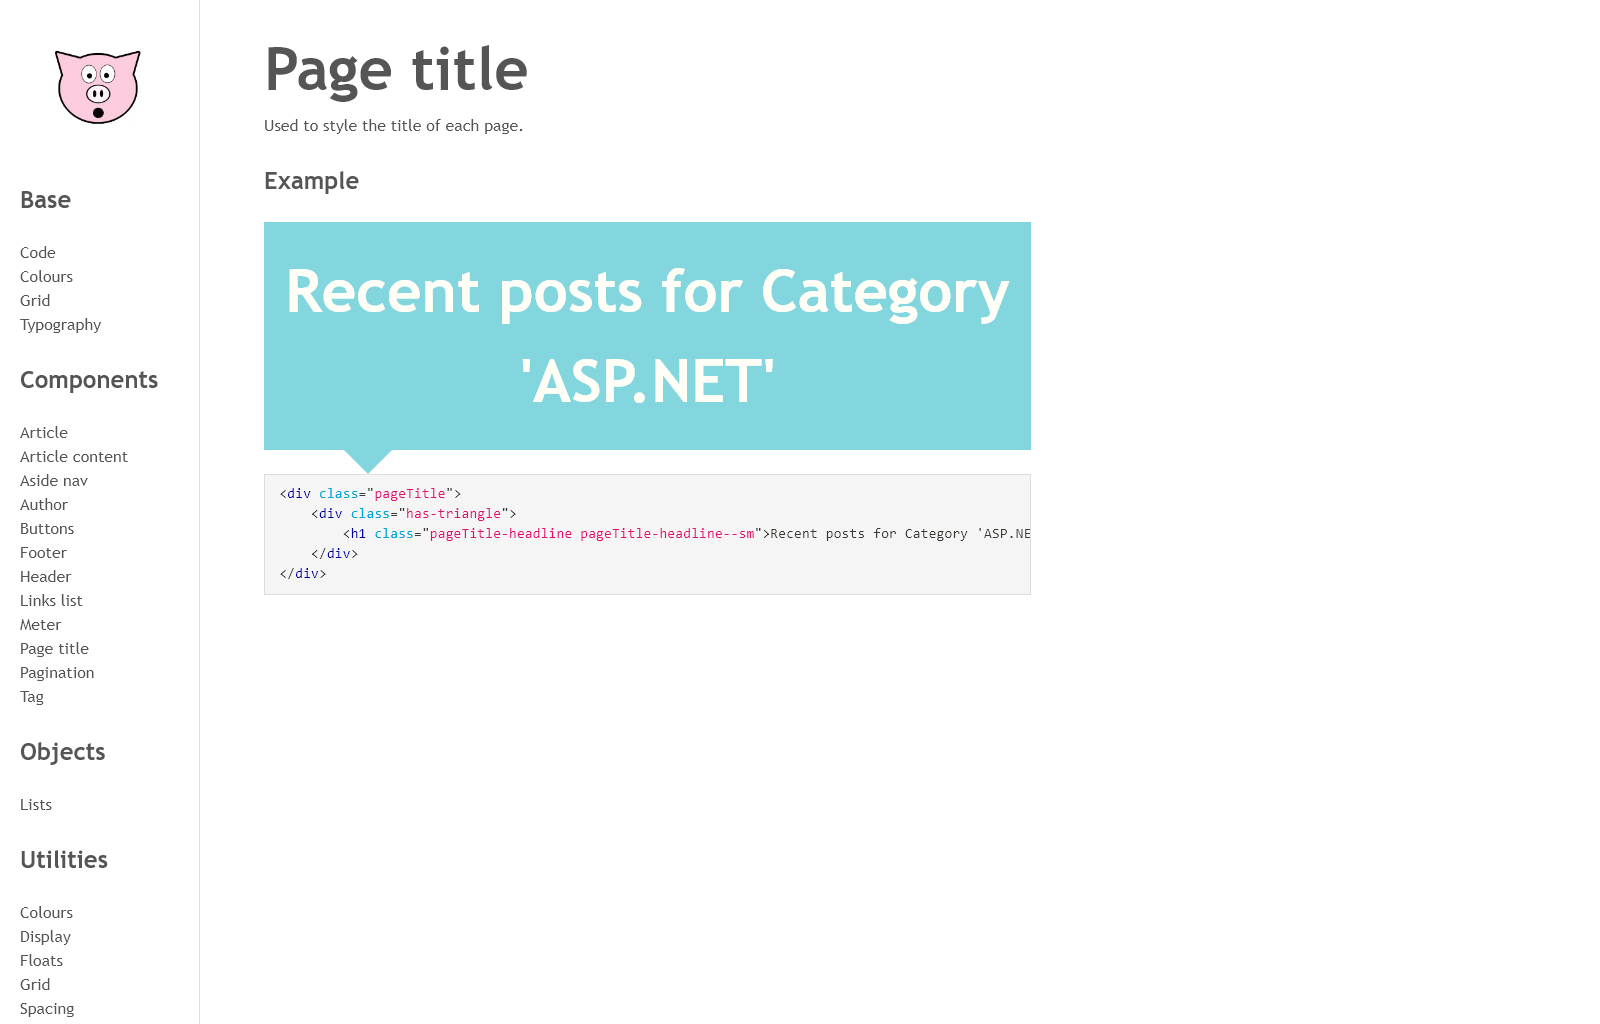 Base
Code
Colours
Grid
Typography
Components
Article
Article content
Aside nav
Author
Buttons
Footer
Header
Links list
Meter
Page title
Pagination
Tag
Objects
Lists
Utilities
Colours
Display
Floats
Grid
Spacing
Page title
Used to style the title of each page.
Example
Recent posts for Category
'ASP.NET'
<div class="pageTitle">
    <div class="has-triangle">
        <h1 class="pageTitle-headline pageTitle-headline--sm">Recent posts for Category 'ASP.NE
    </div>
</div>